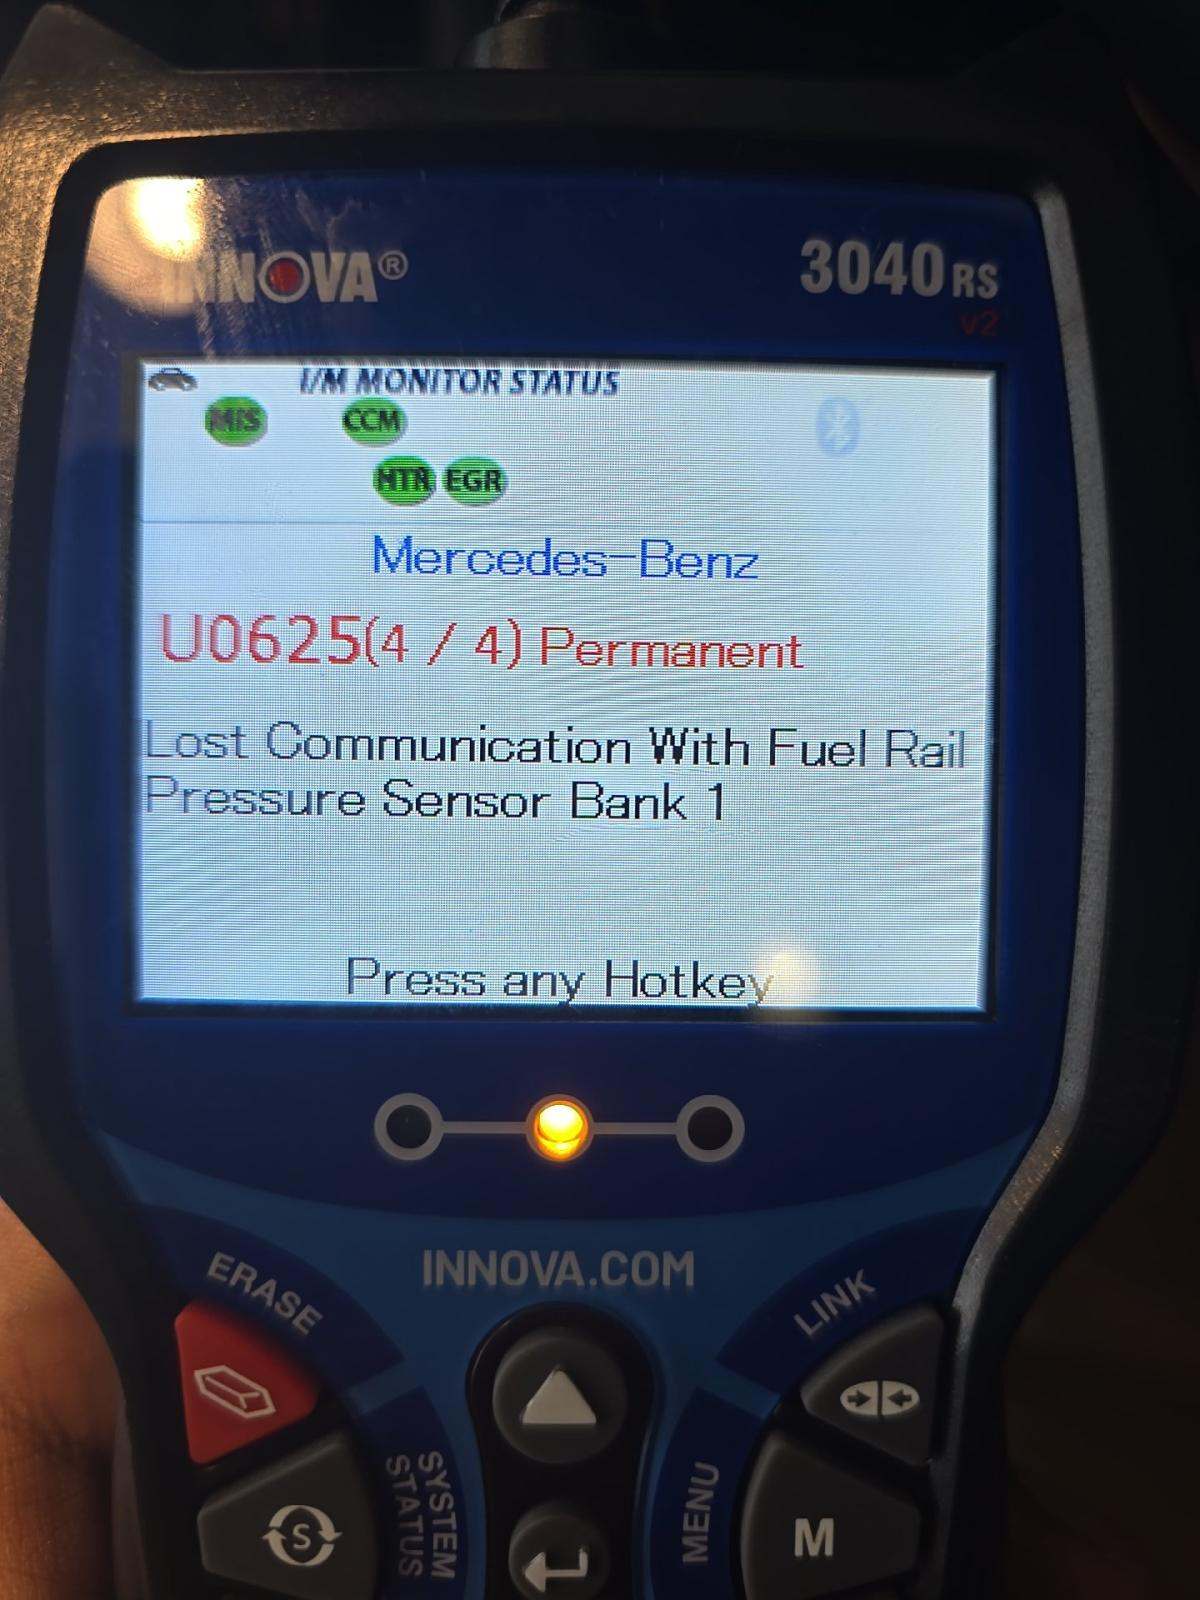 INNOVA®
3040RS
v2
I/M MONITOR STATUS
MIS CCM
HTR EGR
Mercedes-Benz
U0625(4 / 4) Permanent
Lost Communication With Fuel Rail
Pressure Sensor Bank 1
Press any Hotkey
INNOVA.COM
ERASE
LINK
SYSTEM
STATUS
MENU
S
M